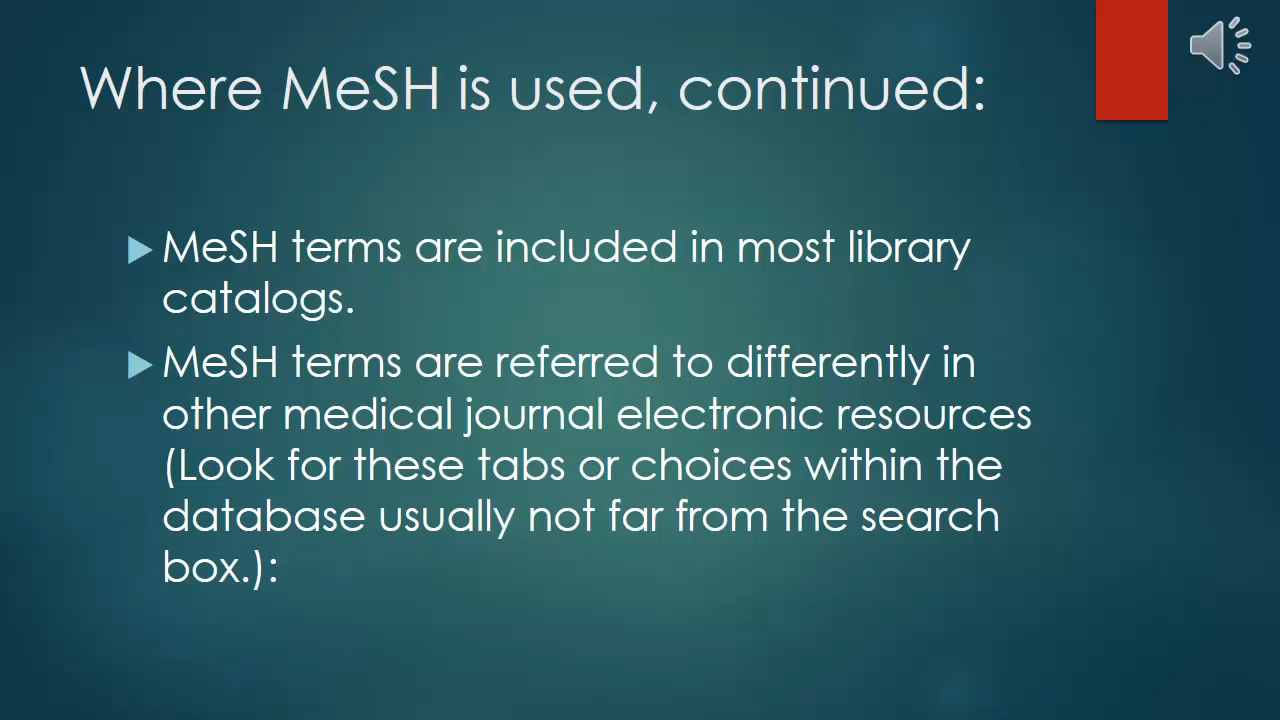 Where MeSH is used, continued:
MeSH terms are included in most library
catalogs.
MeSH terms are referred to differently in
other medical journal electronic resources
(Look for these tabs or choices within the
database usually not far from the search
box.):